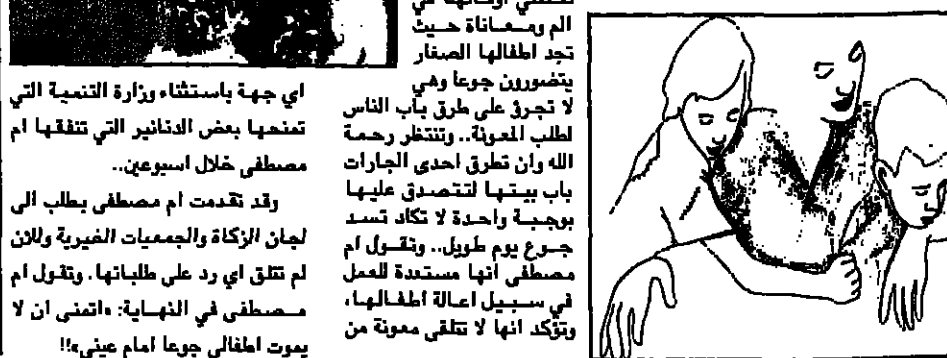 الم ومعاناة حيث
تجد اطفالها الصغار
يتضورون جوعا وهي
لا تجرؤ على طرق باب الناس
لطلب المعونة.. وتنتظر رحمة
الله وان تطرق احدى الجارات
باب بيتها لتتصدق عليها
بوجبة واحدة لا تكاد تسد
جوع يوم طويل.. وتقول ام
مصطفى انها مستعدة للعمل
في سبيل اعالة اطفالها،
وتؤكد انها لا تتلقى معونة من
اي جهة باستثناء وزارة التنمية التي
تمنحها بعض الدنانير التي تنفقها ام
مصطفى خلال اسبوعين..
وقد تقدمت ام مصطفى بطلب الى
لجان الزكاة والجمعيات الخيرية وللان
لم تتلق اي رد على طلباتها. وتقول ام
مصطفى في النهاية: «اتمنى ان لا
يموت اطفالي جوعا امام عيني»!!